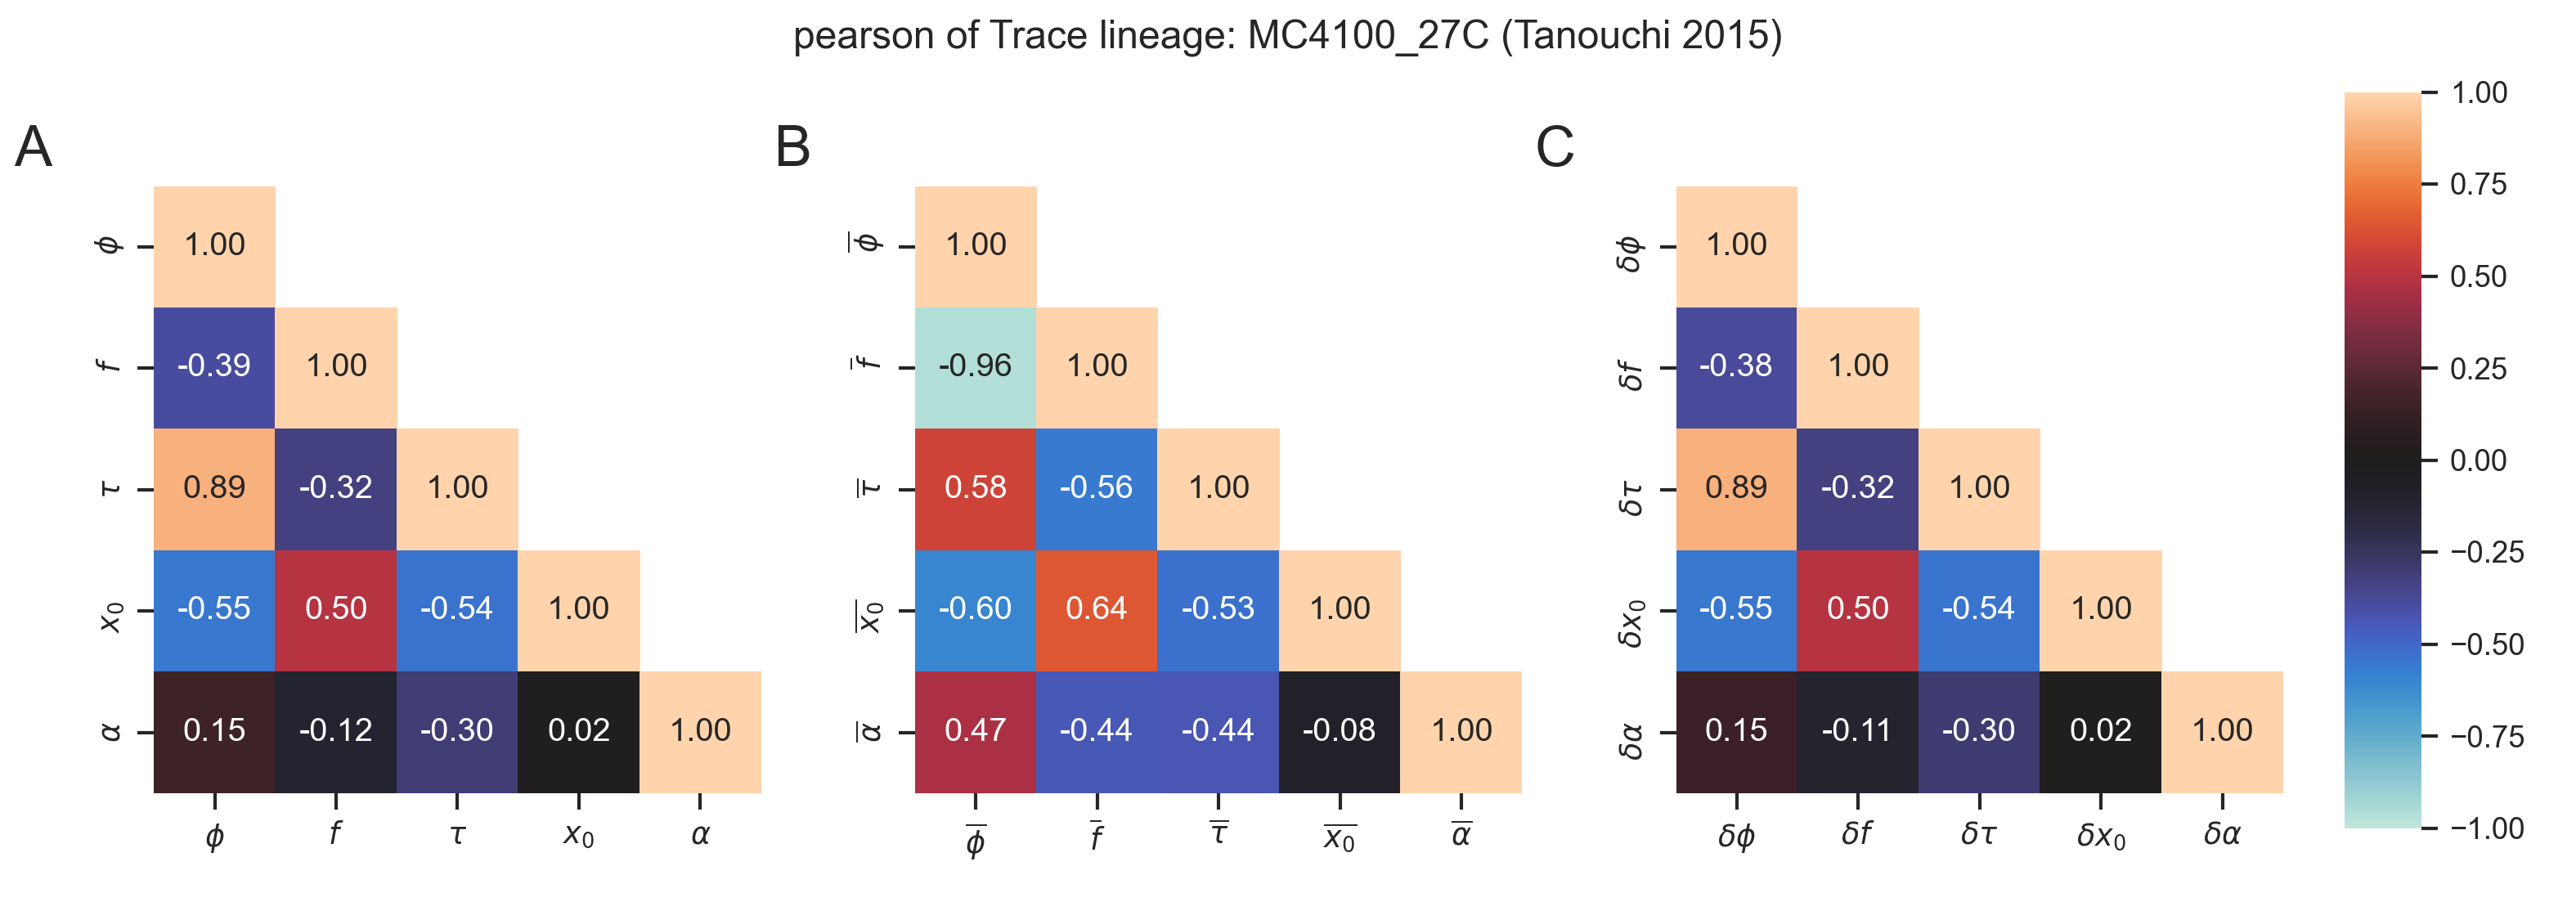 pearson of Trace lineage: MC4100_27C (Tanouchi 2015)
A
ϕ 1.00
f -0.39 1.00
τ 0.89 -0.32 1.00
x₀ -0.55 0.50 -0.54 1.00
α 0.15 -0.12 -0.30 0.02 1.00
ϕ f τ x₀ α
B
ϕ̅ 1.00
f̅ -0.96 1.00
τ̅ 0.58 -0.56 1.00
x̅₀̅ -0.60 0.64 -0.53 1.00
α̅ 0.47 -0.44 -0.44 -0.08 1.00
ϕ̅ f̅ τ̅ x̅₀̅ α̅
C
δϕ 1.00
δf -0.38 1.00
δτ 0.89 -0.32 1.00
δx₀ -0.55 0.50 -0.54 1.00
δα 0.15 -0.11 -0.30 0.02 1.00
δϕ δf δτ δx₀ δα
1.00
0.75
0.50
0.25
0.00
−0.25
−0.50
−0.75
−1.00